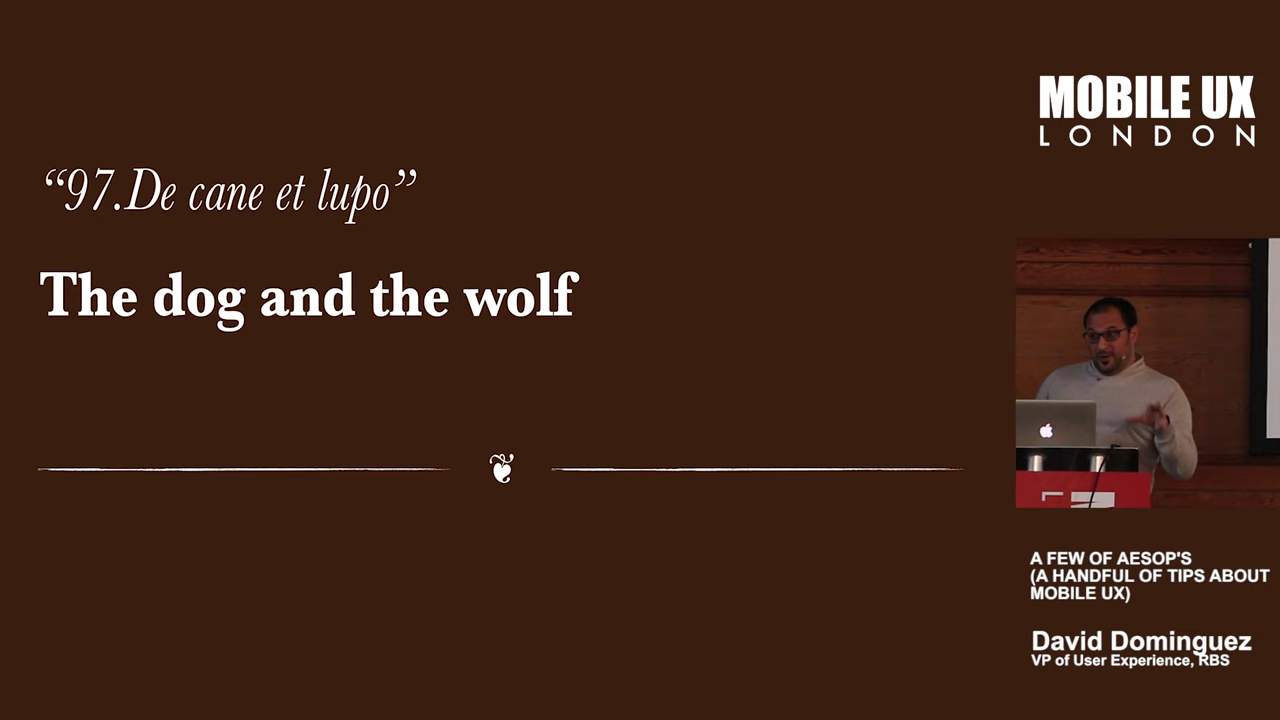 “97.De cane et lupo”
The dog and the wolf
MOBILE UX
LONDON
A FEW OF AESOP'S
(A HANDFUL OF TIPS ABOUT
MOBILE UX)
David Dominguez
VP of User Experience, RBS